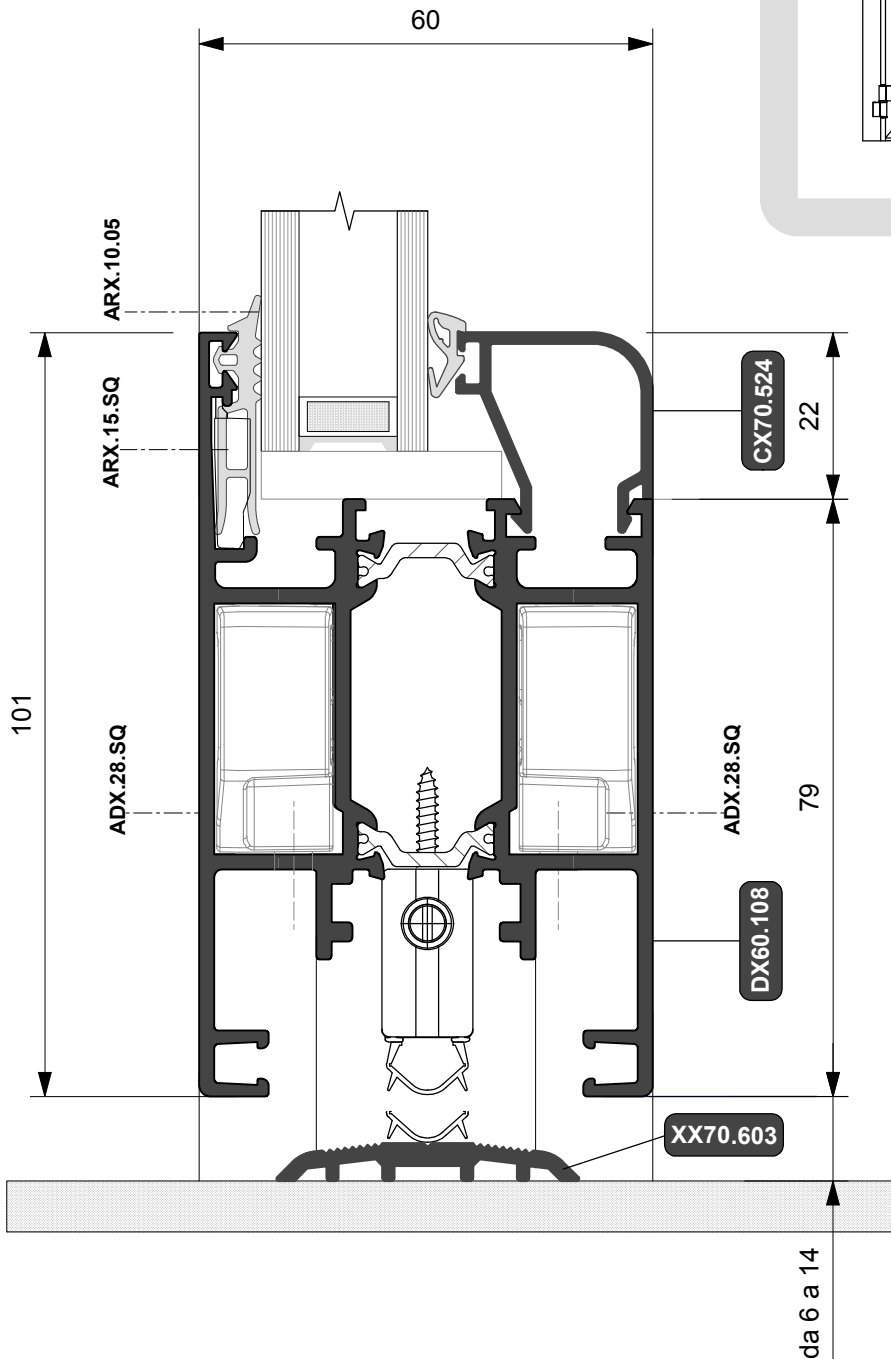 60
ARX.10.05
ARX.15.SQ
CX70.524
22
101
ADX.28.SQ
ADX.28.SQ
79
DX60.108
XX70.603
da 6 a 14